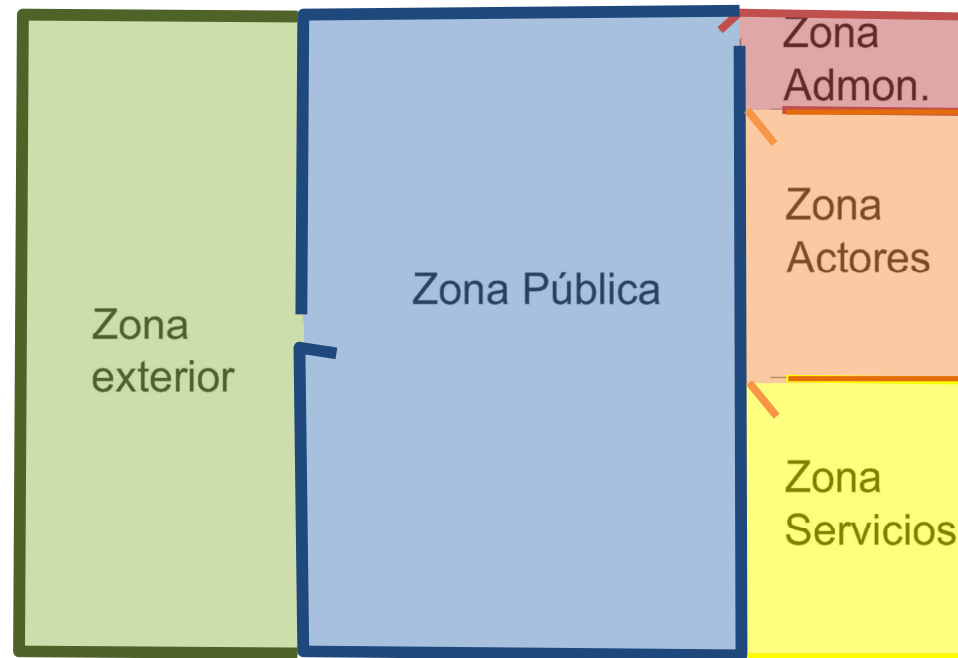 Zona
exterior
Zona Pública
Zona
Admon.
Zona
Actores
Zona
Servicios